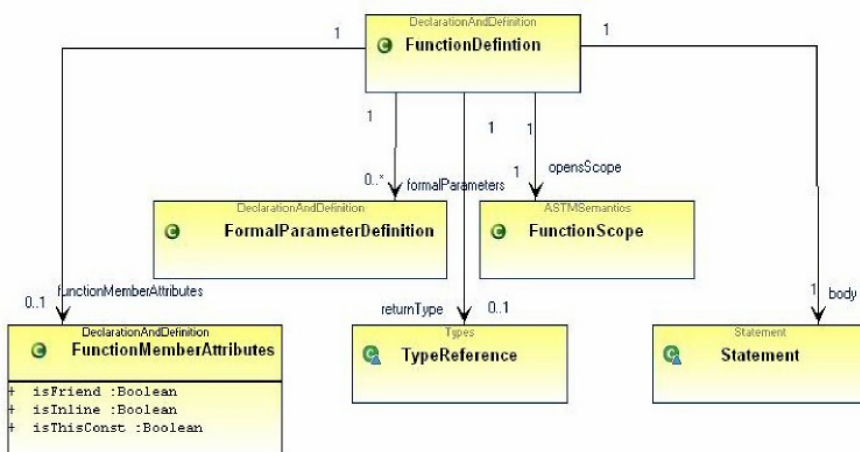 DeclarationAndDefinition
FunctionDefintion
1
1
1
1
1
0..*
formalParameters
1
opensScope
DeclarationAndDefinition
FormalParameterDefinition
ASTMSemantics
FunctionScope
0..1
functionMemberAttributes
returnType
0..1
1
body
DeclarationAndDefinition
FunctionMemberAttributes
+ isFriend :Boolean
+ isInline :Boolean
+ isThisConst :Boolean
Types
TypeReference
Statement
Statement